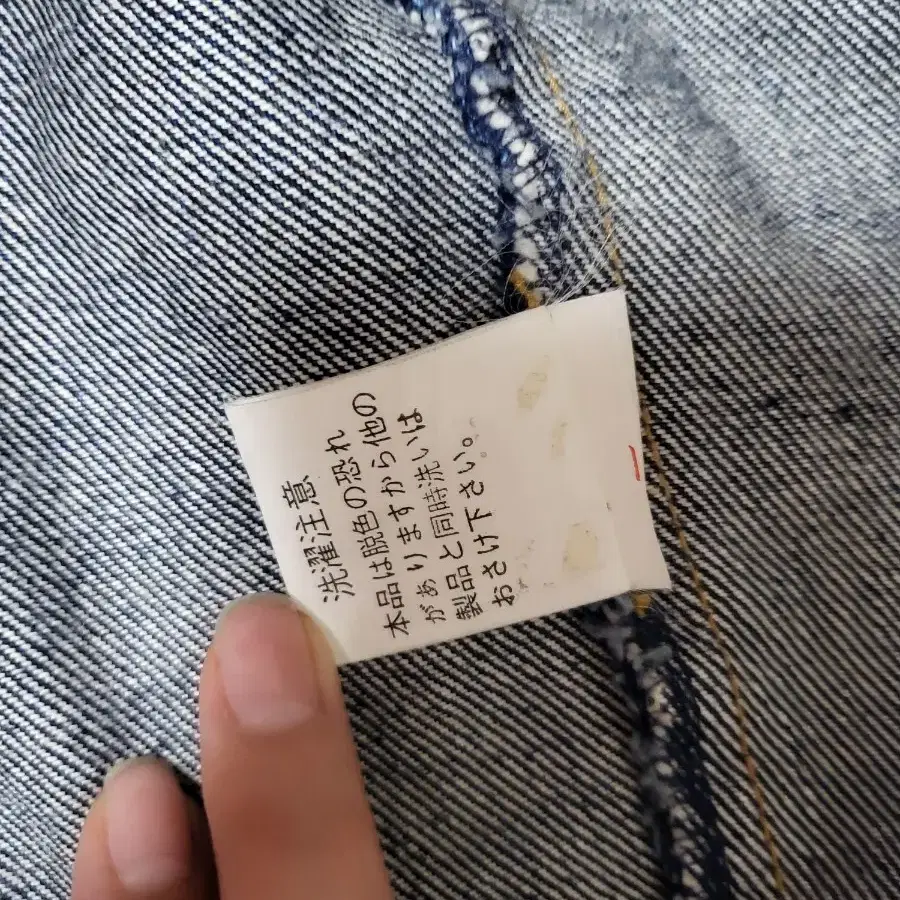 洗濯注意
本品は脱色の恐れ
がありますから他の
製品と同時洗いは
おさけ下さい。